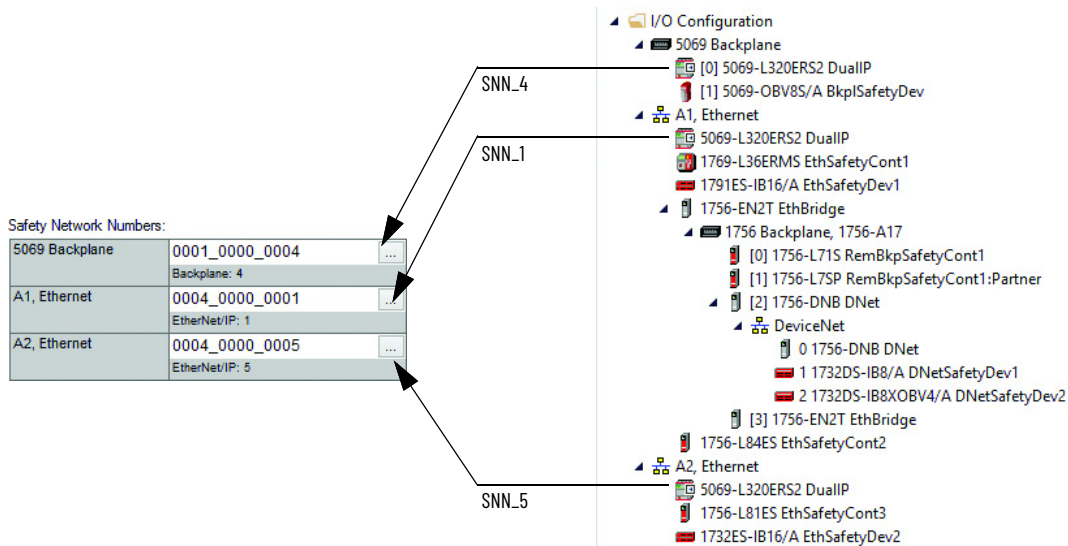 Safety Network Numbers:
5069 Backplane
0001_0000_0004
...
Backplane: 4
A1, Ethernet
0004_0000_0001
...
EtherNet/IP: 1
A2, Ethernet
0004_0000_0005
...
EtherNet/IP: 5
SNN_4
SNN_1
SNN_5
I/O Configuration
5069 Backplane
[0] 5069-L320ERS2 DualIP
[1] 5069-OBV8S/A BkplSafetyDev
A1, Ethernet
5069-L320ERS2 DualIP
1769-L36ERMS EthSafetyCont1
1791ES-IB16/A EthSafetyDev1
1756-EN2T EthBridge
1756 Backplane, 1756-A17
[0] 1756-L71S RemBkpSafetyCont1
[1] 1756-L7SP RemBkpSafetyCont1:Partner
[2] 1756-DNB DNet
DeviceNet
0 1756-DNB DNet
1 1732DS-IB8/A DNetSafetyDev1
2 1732DS-IB8XOBV4/A DNetSafetyDev2
[3] 1756-EN2T EthBridge
1756-L84ES EthSafetyCont2
A2, Ethernet
5069-L320ERS2 DualIP
1756-L81ES EthSafetyCont3
1732ES-IB16/A EthSafetyDev2